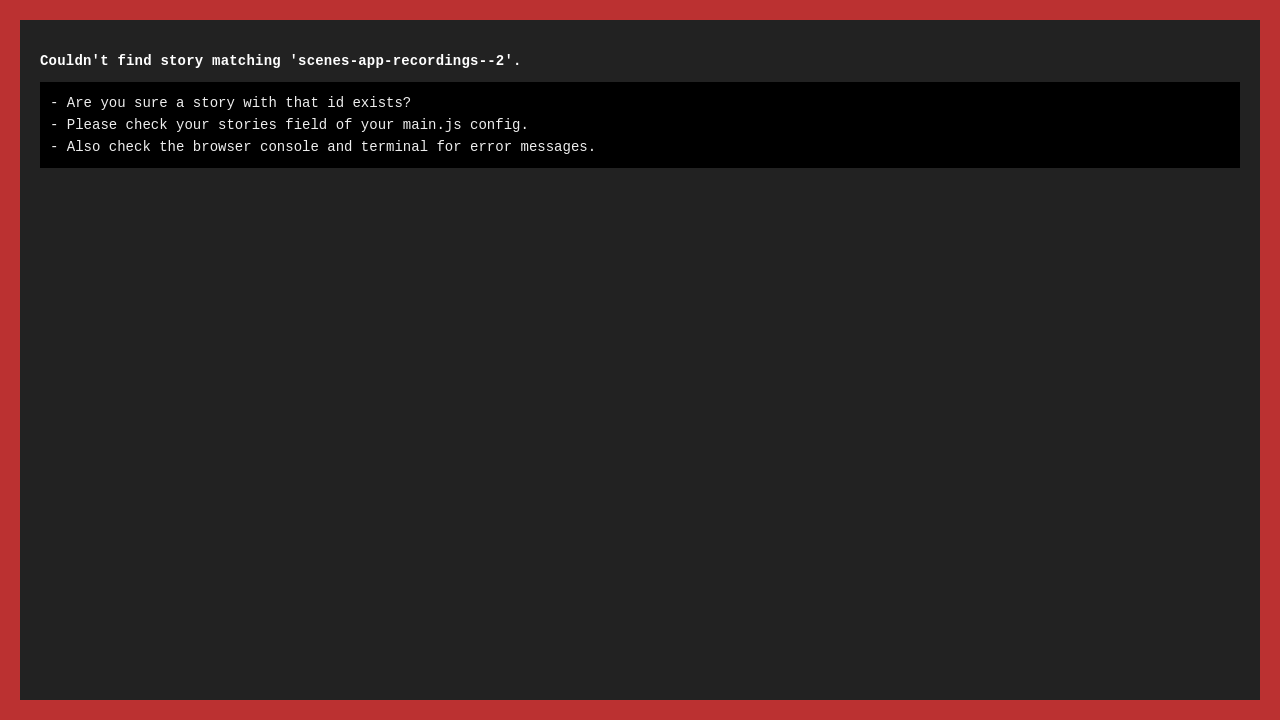 Couldn't find story matching 'scenes-app-recordings--2'.
- Are you sure a story with that id exists?
- Please check your stories field of your main.js config.
- Also check the browser console and terminal for error messages.